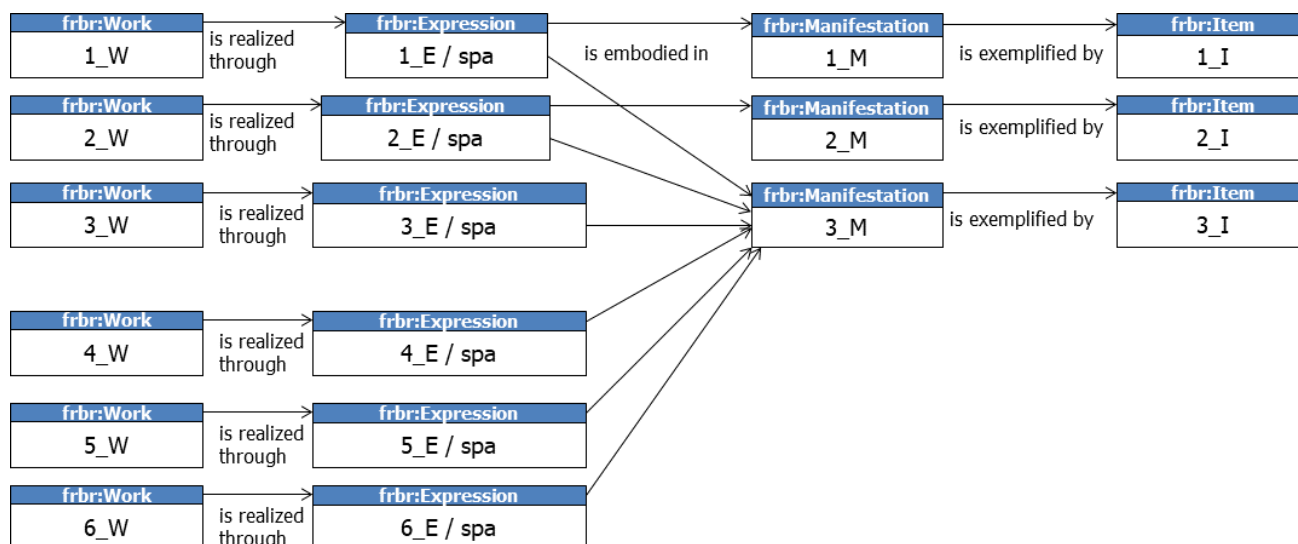 frbr:Work
is realized
through
frbr:Expression
frbr:Manifestation
frbr:Item
1_W
1_E / spa
is embodied in
1_M
is exemplified by
1_I
frbr:Work
is realized
through
frbr:Expression
frbr:Manifestation
is exemplified by
frbr:Item
2_W
2_E / spa
2_M
2_I
frbr:Work
is realized
through
frbr:Expression
frbr:Manifestation
is exemplified by
frbr:Item
3_W
3_E / spa
3_M
3_I
frbr:Work
is realized
through
frbr:Expression
4_W
4_E / spa
frbr:Work
is realized
through
frbr:Expression
5_W
5_E / spa
frbr:Work
is realized
through
frbr:Expression
6_W
6_E / spa